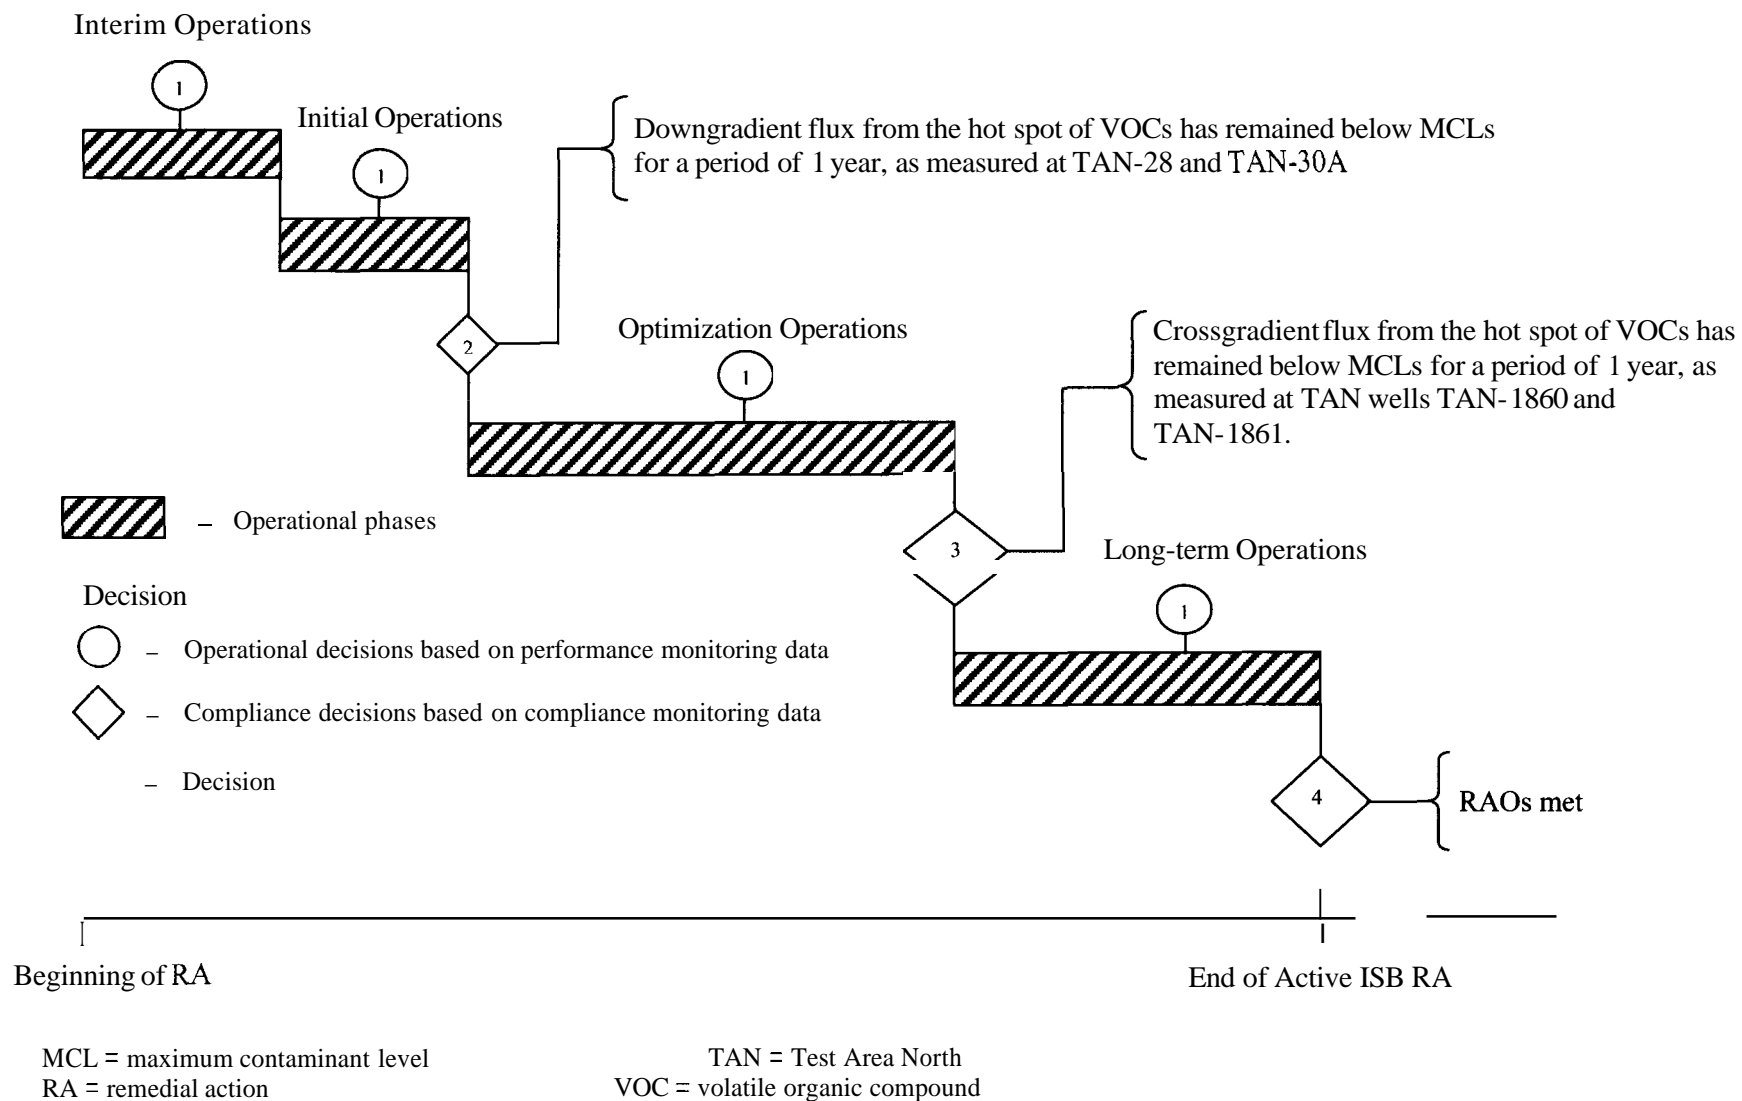 Interim Operations
1
Initial Operations
1
Downgradient flux from the hot spot of VOCs has remained below MCLs
for a period of 1 year, as measured at TAN-28 and TAN-30A
2
Optimization Operations
1
Crossgradient flux from the hot spot of VOCs has
remained below MCLs for a period of 1 year, as
measured at TAN wells TAN-1860 and
TAN-1861.
– Operational phases
3
Long-term Operations
1
Decision
– Operational decisions based on performance monitoring data
– Compliance decisions based on compliance monitoring data
– Decision
4
RAOs met
Beginning of RA
End of Active ISB RA
MCL = maximum contaminant level
RA = remedial action
TAN = Test Area North
VOC = volatile organic compound